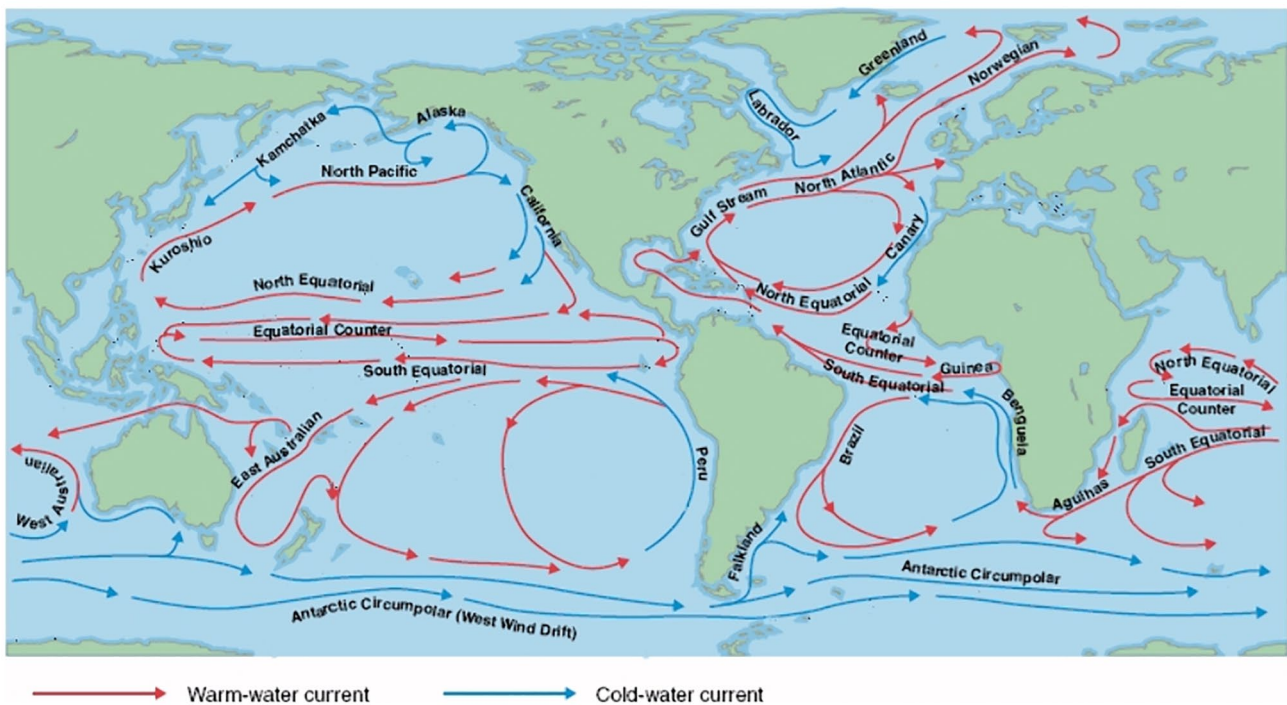 Greenland
Norwegian
Labrador
Alaska
Kamchatka
North Pacific
North Atlantic
Gulf Stream
California
Canary
Kuroshio
North Equatorial
North Equatorial
Equatorial Counter
Equatorial
Counter
Guinea
South Equatorial
South Equatorial
North Equatorial
Equatorial
Counter
South Equatorial
East Australian
Brazil
Benguela
Peru
West Australian
Agulhas
Falkland
Antarctic Circumpolar
Antarctic Circumpolar (West Wind Drift)
Warm-water current
Cold-water current